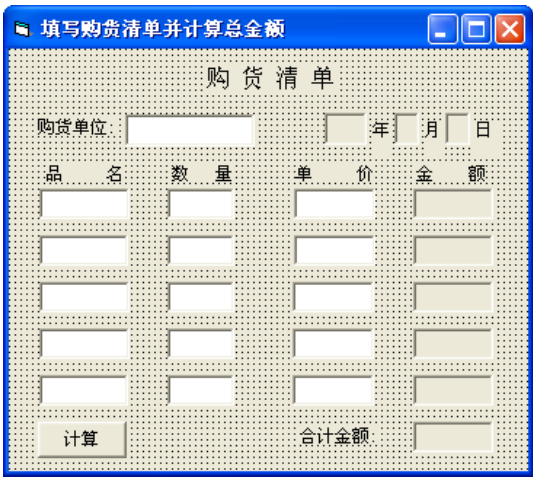 填写购货清单并计算总金额
购 货 清 单
购货单位: 年 月 日
品 名 数 量 单 价 金 额
计算 合计金额: